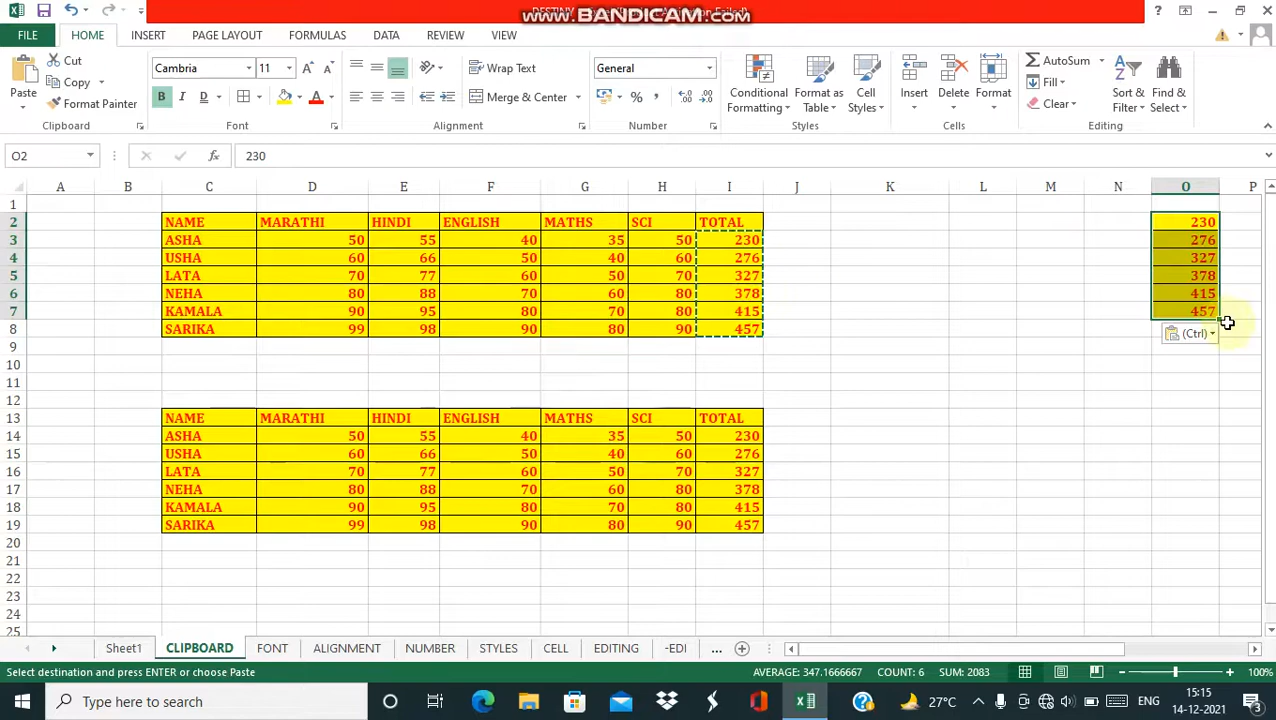 www.BANDICAM.com
FILE HOME INSERT PAGE LAYOUT FORMULAS DATA REVIEW VIEW
Cut
Copy
Format Painter
Paste
Clipboard
Cambria 11
B I D
Font
Wrap Text
Merge & Center
Alignment
General
%
Number
Conditional Formatting
Format as Table
Cell Styles
Styles
Insert Delete Format
Cells
AutoSum
Fill
Clear
Sort & Filter
Find & Select
Editing
O2 fx 230
A B C D E F G H I J K L M N O P
1
2 NAME MARATHI HINDI ENGLISH MATHS SCI TOTAL 230
3 ASHA 50 55 40 35 50 230 276
4 USHA 60 66 50 40 60 276 327
5 LATA 70 77 60 50 70 327 378
6 NEHA 80 88 70 60 80 378 415
7 KAMALA 90 95 80 70 80 415 457
8 SARIKA 99 98 90 80 90 457
(Ctrl)
9
10
11
12
13 NAME MARATHI HINDI ENGLISH MATHS SCI TOTAL
14 ASHA 50 55 40 35 50 230
15 USHA 60 66 50 40 60 276
16 LATA 70 77 60 50 70 327
17 NEHA 80 88 70 60 80 378
18 KAMALA 90 95 80 70 80 415
19 SARIKA 99 98 90 80 90 457
20
21
22
23
24
25
Sheet1 CLIPBOARD FONT ALIGNMENT NUMBER STYLES CELL EDITING -EDI ...
Select destination and press ENTER or choose Paste AVERAGE: 347.1666667 COUNT: 6 SUM: 2083 100%
Type here to search 27°C ENG 15:15
14-12-2021 3